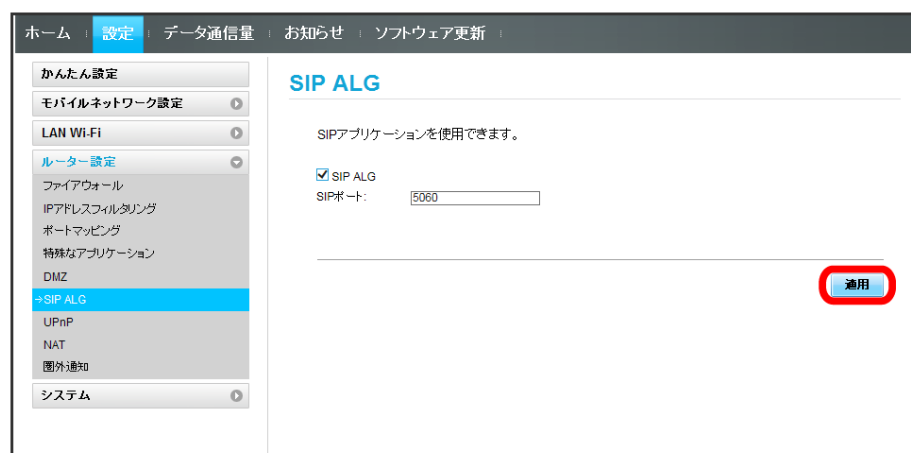 ホーム 設定 データ通信量 お知らせ ソフトウェア更新
かんたん設定
モバイルネットワーク設定
LAN Wi-Fi
ルーター設定
ファイアウォール
IPアドレスフィルタリング
ポートマッピング
特殊なアプリケーション
DMZ
→SIP ALG
UPnP
NAT
圏外通知
システム
SIP ALG
SIPアプリケーションを使用できます。
SIP ALG
SIPポート: 5060
適用